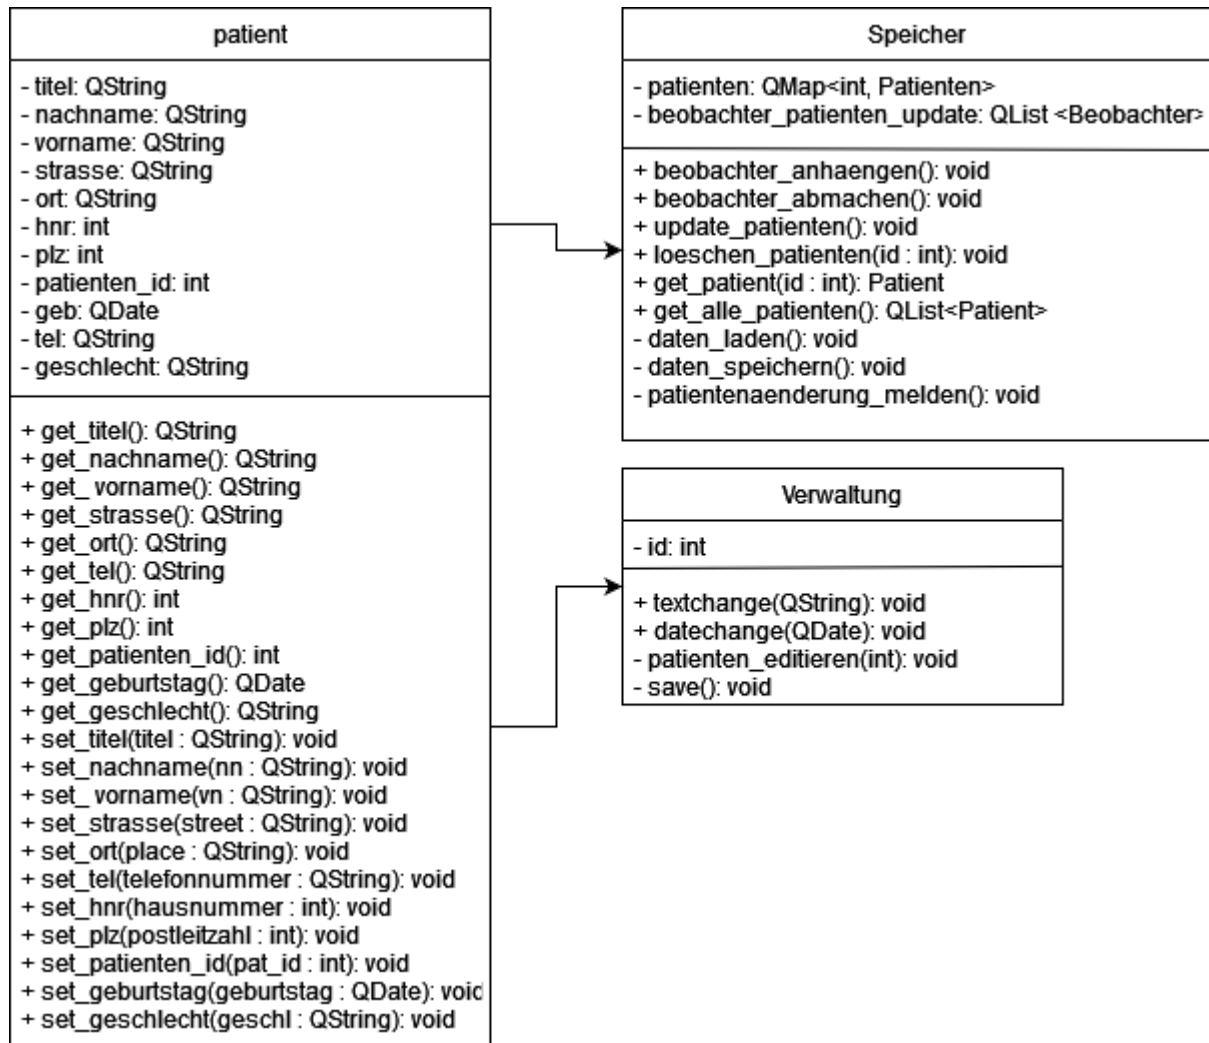 patient
- titel: QString
- nachname: QString
- vorname: QString
- strasse: QString
- ort: QString
- hnr: int
- plz: int
- patienten_id: int
- geb: QDate
- tel: QString
- geschlecht: QString
+ get_titel(): QString
+ get_nachname(): QString
+ get_ vorname(): QString
+ get_strasse(): QString
+ get_ort(): QString
+ get_tel(): QString
+ get_hnr(): int
+ get_plz(): int
+ get_patienten_id(): int
+ get_geburtstag(): QDate
+ get_geschlecht(): QString
+ set_titel(titel : QString): void
+ set_nachname(nn : QString): void
+ set_ vorname(vn : QString): void
+ set_strasse(street : QString): void
+ set_ort(place : QString): void
+ set_tel(telefonnummer : QString): void
+ set_hnr(hausnummer : int): void
+ set_plz(postleitzahl : int): void
+ set_patienten_id(pat_id : int): void
+ set_geburtstag(geburtstag : QDate): void
+ set_geschlecht(geschl : QString): void
Speicher
- patienten: QMap<int, Patienten>
- beobachter_patienten_update: QList <Beobachter>
+ beobachter_anhaengen(): void
+ beobachter_abmachen(): void
+ update_patienten(): void
+ loeschen_patienten(id : int): void
+ get_patient(id : int): Patient
+ get_alle_patienten(): QList<Patient>
- daten_laden(): void
- daten_speichern(): void
- patientenaenderung_melden(): void
Verwaltung
- id: int
+ textchange(QString): void
+ datechange(QDate): void
- patienten_editieren(int): void
- save(): void